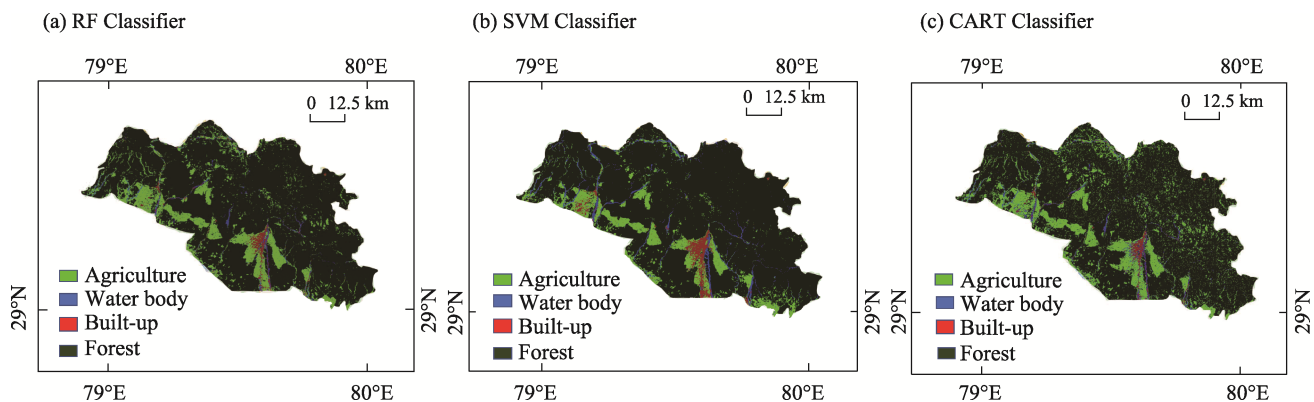 (a) RF Classifier
79°E 80°E
0 12.5 km
Agriculture
Water body
Built-up
Forest
29°N
29°N
79°E 80°E
(b) SVM Classifier
79°E 80°E
0 12.5 km
Agriculture
Water body
Built-up
Forest
29°N
29°N
79°E 80°E
(c) CART Classifier
79°E 80°E
0 12.5 km
Agriculture
Water body
Built-up
Forest
29°N
79°E 80°E